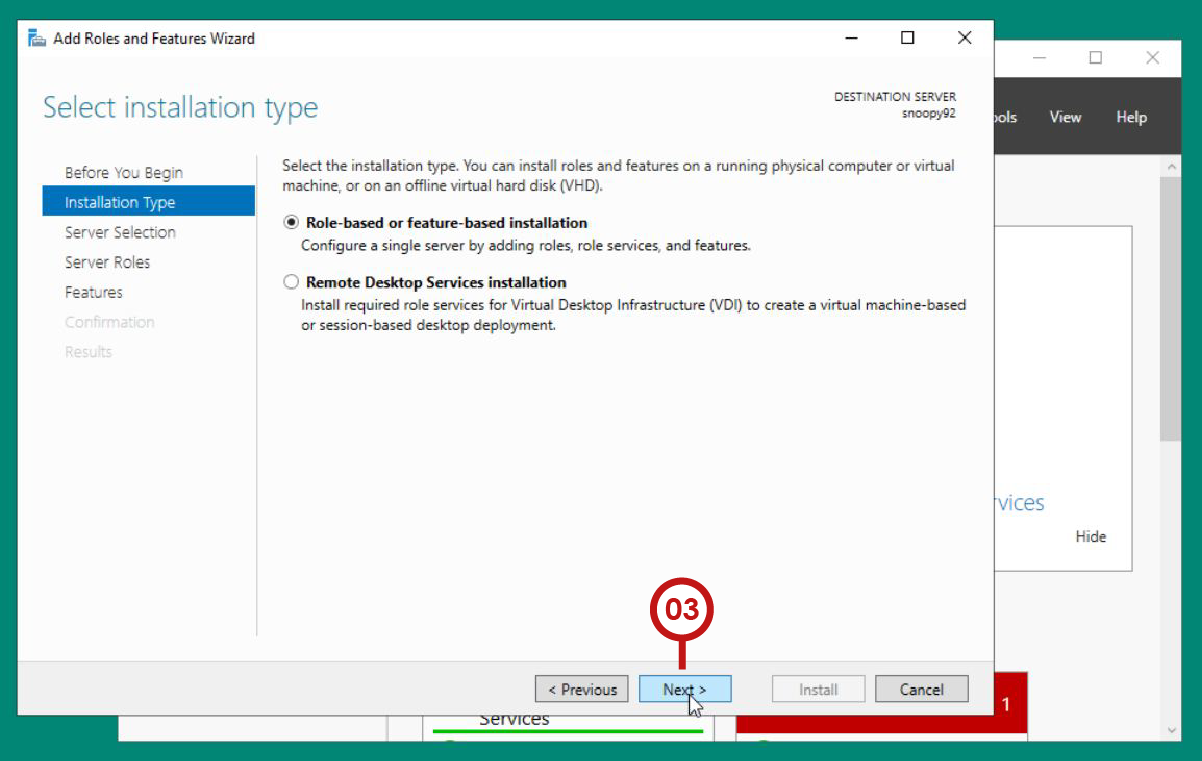 Add Roles and Features Wizard
Select installation type
DESTINATION SERVER
snoopy92
Before You Begin
Installation Type
Server Selection
Server Roles
Features
Confirmation
Results
Select the installation type. You can install roles and features on a running physical computer or virtual
machine, or on an offline virtual hard disk (VHD).
Role-based or feature-based installation
Configure a single server by adding roles, role services, and features.
Remote Desktop Services installation
Install required role services for Virtual Desktop Infrastructure (VDI) to create a virtual machine-based
or session-based desktop deployment.
03
< Previous
Next >
Install
Cancel
View
Help
Hide
Services
1